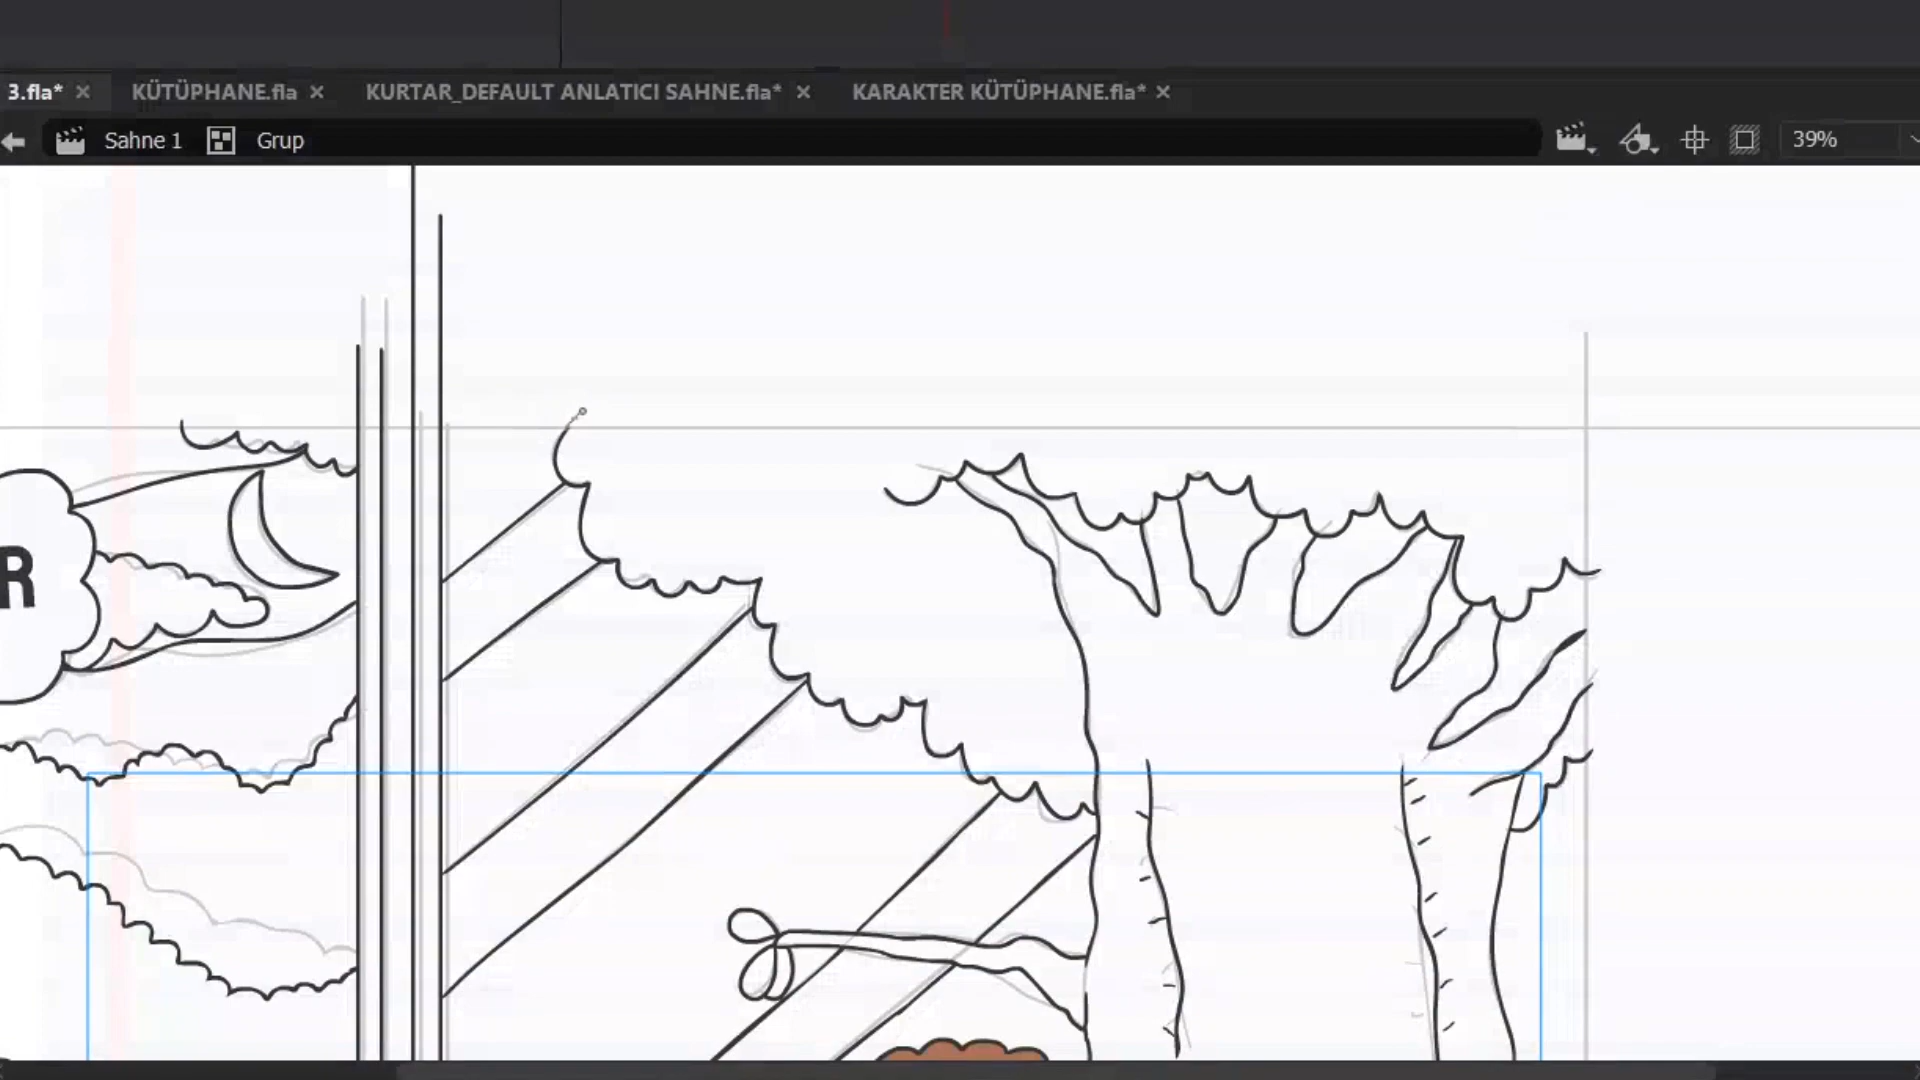 3.fla* KÜTÜPHANE.fla KURTAR_DEFAULT ANLATICI SAHNE.fla* KARAKTER KÜTÜPHANE.fla*
Sahne 1 Grup 39%
R